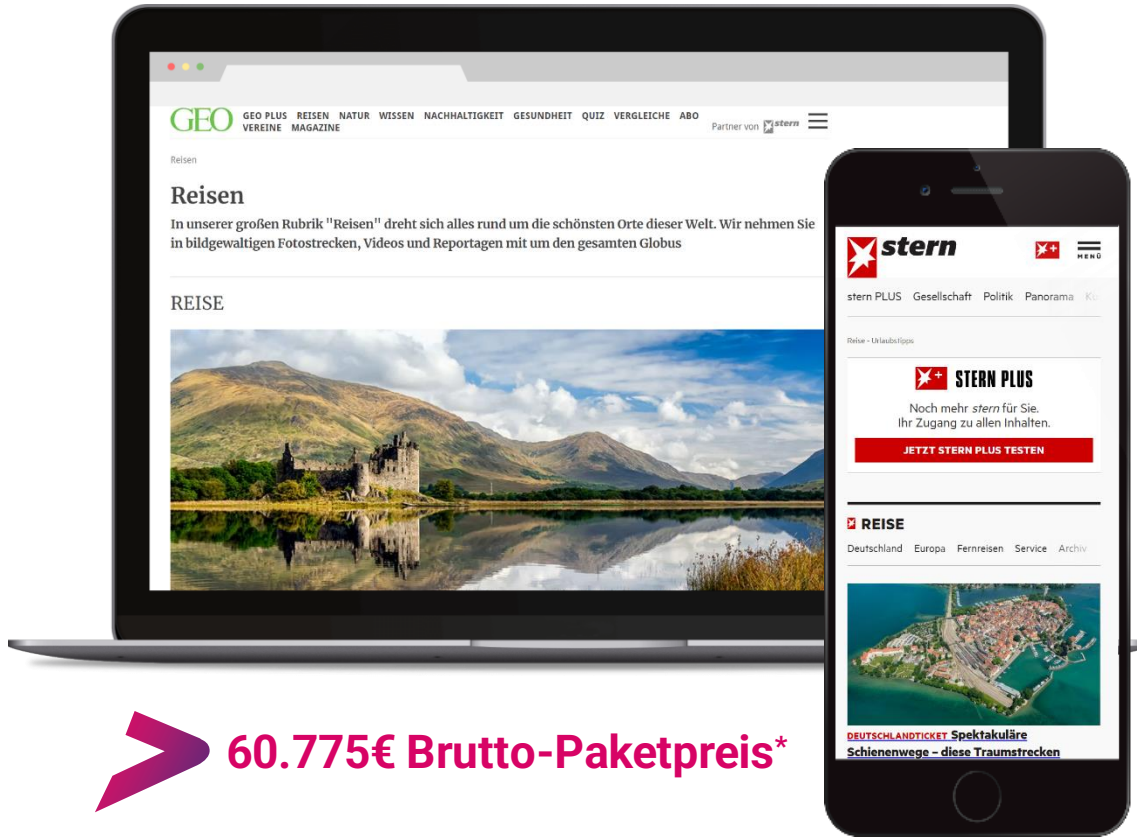 GEO
GEO PLUS REISEN NATUR WISSEN NACHHALTIGKEIT GESUNDHEIT QUIZ VERGLEICHE ABO
VEREINE MAGAZINE
Partner von stern
Reisen
Reisen
In unserer großen Rubrik "Reisen" dreht sich alles rund um die schönsten Orte dieser Welt. Wir nehmen Sie
in bildgewaltigen Fotostrecken, Videos und Reportagen mit um den gesamten Globus
REISE
stern
MENÜ
stern PLUS Gesellschaft Politik Panorama
Reise › Urlaubstipps
STERN PLUS
Noch mehr stern für Sie.
Ihr Zugang zu allen Inhalten.
JETZT STERN PLUS TESTEN
REISE
Deutschland Europa Fernreisen Service Archiv
DEUTSCHLANDTICKET Spektakuläre
Schienenwege – diese Traumstrecken
60.775€ Brutto-Paketpreis*